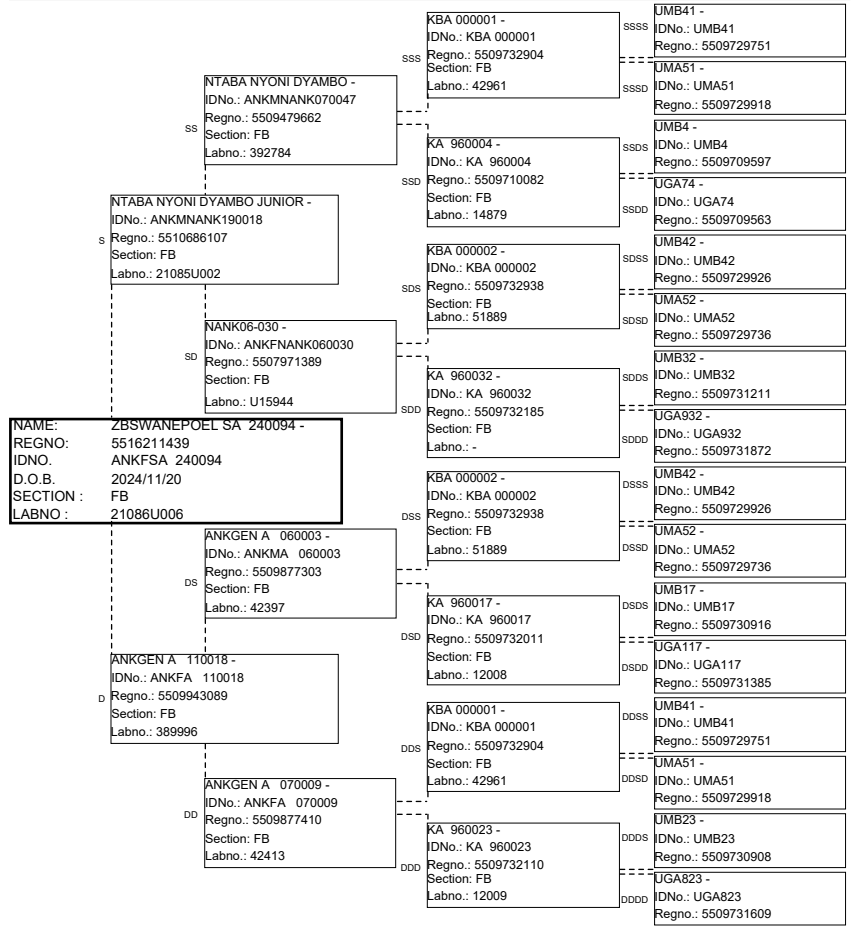 NAME: ZBSWANEPOEL SA 240094 -
REGNO: 5516211439
IDNO. ANKFSA 240094
D.O.B. 2024/11/20
SECTION : FB
LABNO : 21086U006
S
NTABA NYONI DYAMBO JUNIOR -
IDNo.: ANKMNANK190018
Regno.: 5510686107
Section: FB
Labno.: 21085U002
D
ANKGEN A 110018 -
IDNo.: ANKFA 110018
Regno.: 5509943089
Section: FB
Labno.: 389996
SS
NTABA NYONI DYAMBO -
IDNo.: ANKMNANK070047
Regno.: 5509479662
Section: FB
Labno.: 392784
SD
NANK06-030 -
IDNo.: ANKFNANK060030
Regno.: 5507971389
Section: FB
Labno.: U15944
DS
ANKGEN A 060003 -
IDNo.: ANKMA 060003
Regno.: 5509877303
Section: FB
Labno.: 42397
DD
ANKGEN A 070009 -
IDNo.: ANKFA 070009
Regno.: 5509877410
Section: FB
Labno.: 42413
SSS
KBA 000001 -
IDNo.: KBA 000001
Regno.: 5509732904
Section: FB
Labno.: 42961
SSD
KA 960004 -
IDNo.: KA 960004
Regno.: 5509710082
Section: FB
Labno.: 14879
SDS
KBA 000002 -
IDNo.: KBA 000002
Regno.: 5509732938
Section: FB
Labno.: 51889
SDD
KA 960032 -
IDNo.: KA 960032
Regno.: 5509732185
Section: FB
Labno.: -
DSS
KBA 000002 -
IDNo.: KBA 000002
Regno.: 5509732938
Section: FB
Labno.: 51889
DSD
KA 960017 -
IDNo.: KA 960017
Regno.: 5509732011
Section: FB
Labno.: 12008
DDS
KBA 000001 -
IDNo.: KBA 000001
Regno.: 5509732904
Section: FB
Labno.: 42961
DDD
KA 960023 -
IDNo.: KA 960023
Regno.: 5509732110
Section: FB
Labno.: 12009
SSSS
UMB41 -
IDNo.: UMB41
Regno.: 5509729751
SSSD
UMA51 -
IDNo.: UMA51
Regno.: 5509729918
SSDS
UMB4 -
IDNo.: UMB4
Regno.: 5509709597
SSDD
UGA74 -
IDNo.: UGA74
Regno.: 5509709563
SDSS
UMB42 -
IDNo.: UMB42
Regno.: 5509729926
SDSD
UMA52 -
IDNo.: UMA52
Regno.: 5509729736
SDDS
UMB32 -
IDNo.: UMB32
Regno.: 5509731211
SDDD
UGA932 -
IDNo.: UGA932
Regno.: 5509731872
DSSS
UMB42 -
IDNo.: UMB42
Regno.: 5509729926
DSSD
UMA52 -
IDNo.: UMA52
Regno.: 5509729736
DSDS
UMB17 -
IDNo.: UMB17
Regno.: 5509730916
DSDD
UGA117 -
IDNo.: UGA117
Regno.: 5509731385
DDSS
UMB41 -
IDNo.: UMB41
Regno.: 5509729751
DDSD
UMA51 -
IDNo.: UMA51
Regno.: 5509729918
DDDS
UMB23 -
IDNo.: UMB23
Regno.: 5509730908
DDDD
UGA823 -
IDNo.: UGA823
Regno.: 5509731609